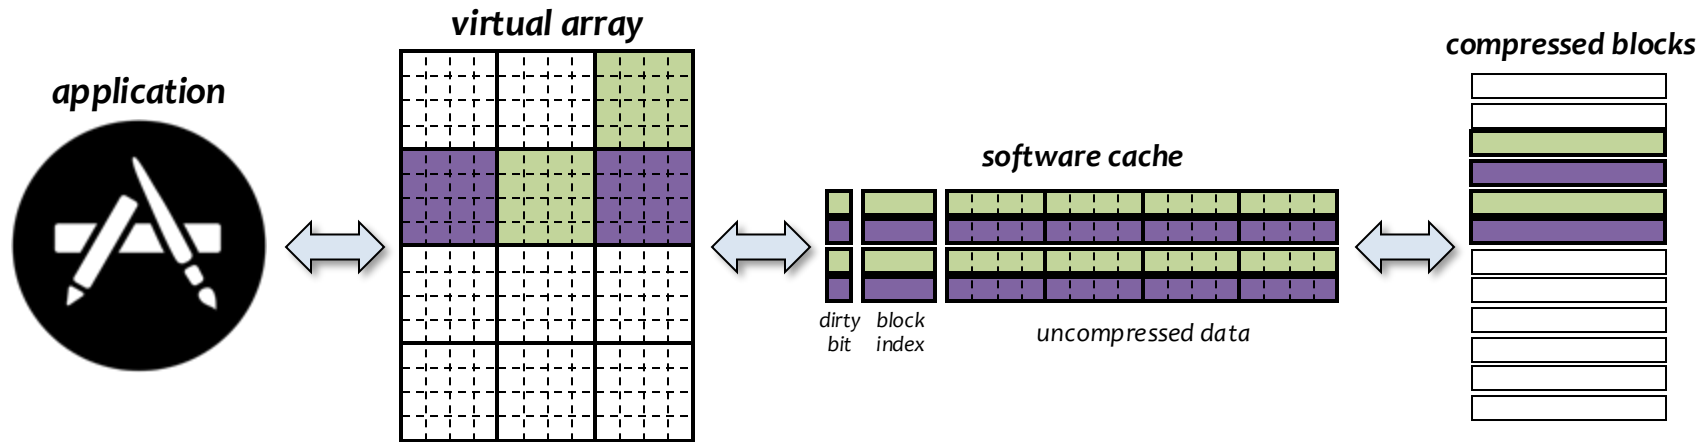 virtual array
compressed blocks
application
software cache
dirty
bit
block
index
uncompressed data